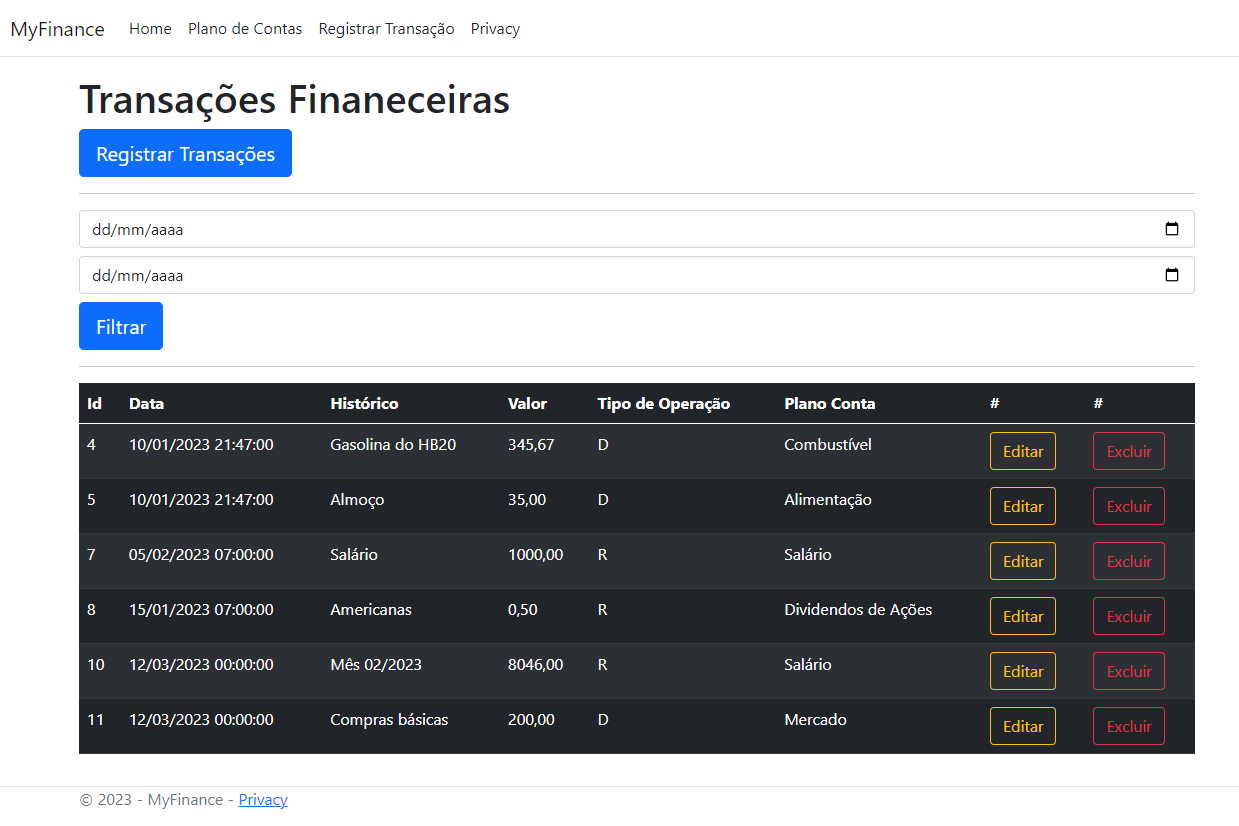 MyFinance Home Plano de Contas Registrar Transação Privacy
Transações Finaneceiras
Registrar Transações
dd/mm/aaaa
dd/mm/aaaa
Filtrar
Id Data Histórico Valor Tipo de Operação Plano Conta # #
4 10/01/2023 21:47:00 Gasolina do HB20 345,67 D Combustível Editar Excluir
5 10/01/2023 21:47:00 Almoço 35,00 D Alimentação Editar Excluir
7 05/02/2023 07:00:00 Salário 1000,00 R Salário Editar Excluir
8 15/01/2023 07:00:00 Americanas 0,50 R Dividendos de Ações Editar Excluir
10 12/03/2023 00:00:00 Mês 02/2023 8046,00 R Salário Editar Excluir
11 12/03/2023 00:00:00 Compras básicas 200,00 D Mercado Editar Excluir
© 2023 - MyFinance - Privacy